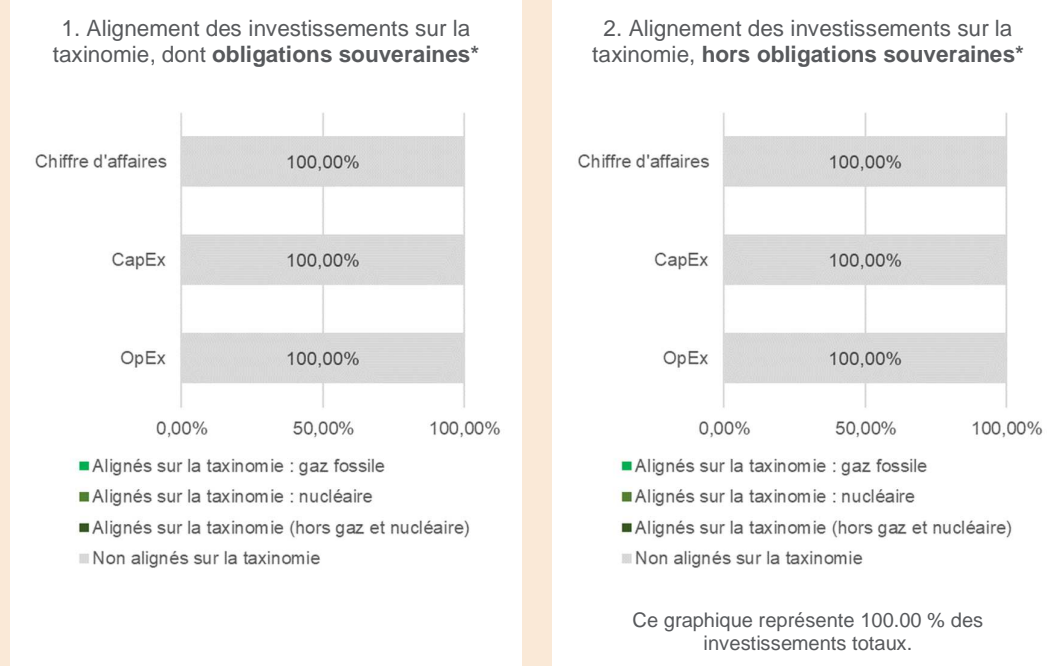 1. Alignement des investissements sur la
taxinomie, dont obligations souveraines*
Chiffre d'affaires
100,00%
CapEx
100,00%
OpEx
100,00%
0,00%
50,00%
100,00%
Alignés sur la taxinomie : gaz fossile
Alignés sur la taxinomie : nucléaire
Alignés sur la taxinomie (hors gaz et nucléaire)
Non alignés sur la taxinomie
2. Alignement des investissements sur la
taxinomie, hors obligations souveraines*
Chiffre d'affaires
100,00%
CapEx
100,00%
OpEx
100,00%
0,00%
50,00%
100,00%
Alignés sur la taxinomie : gaz fossile
Alignés sur la taxinomie : nucléaire
Alignés sur la taxinomie (hors gaz et nucléaire)
Non alignés sur la taxinomie
Ce graphique représente 100.00 % des
investissements totaux.